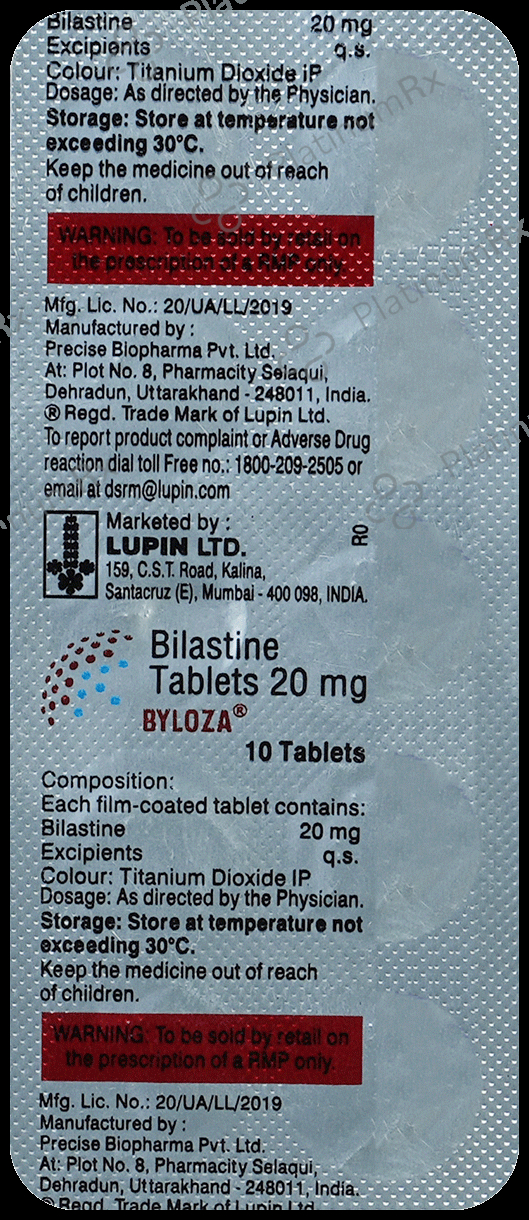 Bilastine 20 mg
Excipients q.s.
Colour: Titanium Dioxide IP
Dosage: As directed by the Physician.
Storage: Store at temperature not
exceeding 30°C.
Keep the medicine out of reach
of children.
WARNING: To be sold by retail on
the prescription of a RMP only.
Mfg. Lic. No.: 20/UA/LL/2019
Manufactured by :
Precise Biopharma Pvt. Ltd.
At: Plot No. 8, Pharmacity Selaqui,
Dehradun, Uttarakhand - 248011, India.
® Regd. Trade Mark of Lupin Ltd.
To report product complaint or Adverse Drug
reaction dial toll Free no.: 1800-209-2505 or
email at dsrm@lupin.com
Marketed by :
LUPIN LTD.
159, C.S.T. Road, Kalina,
Santacruz (E), Mumbai - 400 098, INDIA.
R0
Bilastine
Tablets 20 mg
BYLOZA®
10 Tablets
Composition:
Each film-coated tablet contains:
Bilastine 20 mg
Excipients q.s.
Colour: Titanium Dioxide IP
Dosage: As directed by the Physician.
Storage: Store at temperature not
exceeding 30°C.
Keep the medicine out of reach
of children.
WARNING: To be sold by retail on
the prescription of a RMP only.
Mfg. Lic. No.: 20/UA/LL/2019
Manufactured by :
Precise Biopharma Pvt. Ltd.
At: Plot No. 8, Pharmacity Selaqui,
Dehradun, Uttarakhand - 248011, India.
® Regd. Trade Mark of Lupin Ltd.
PlatinumRx
PlatinumRx